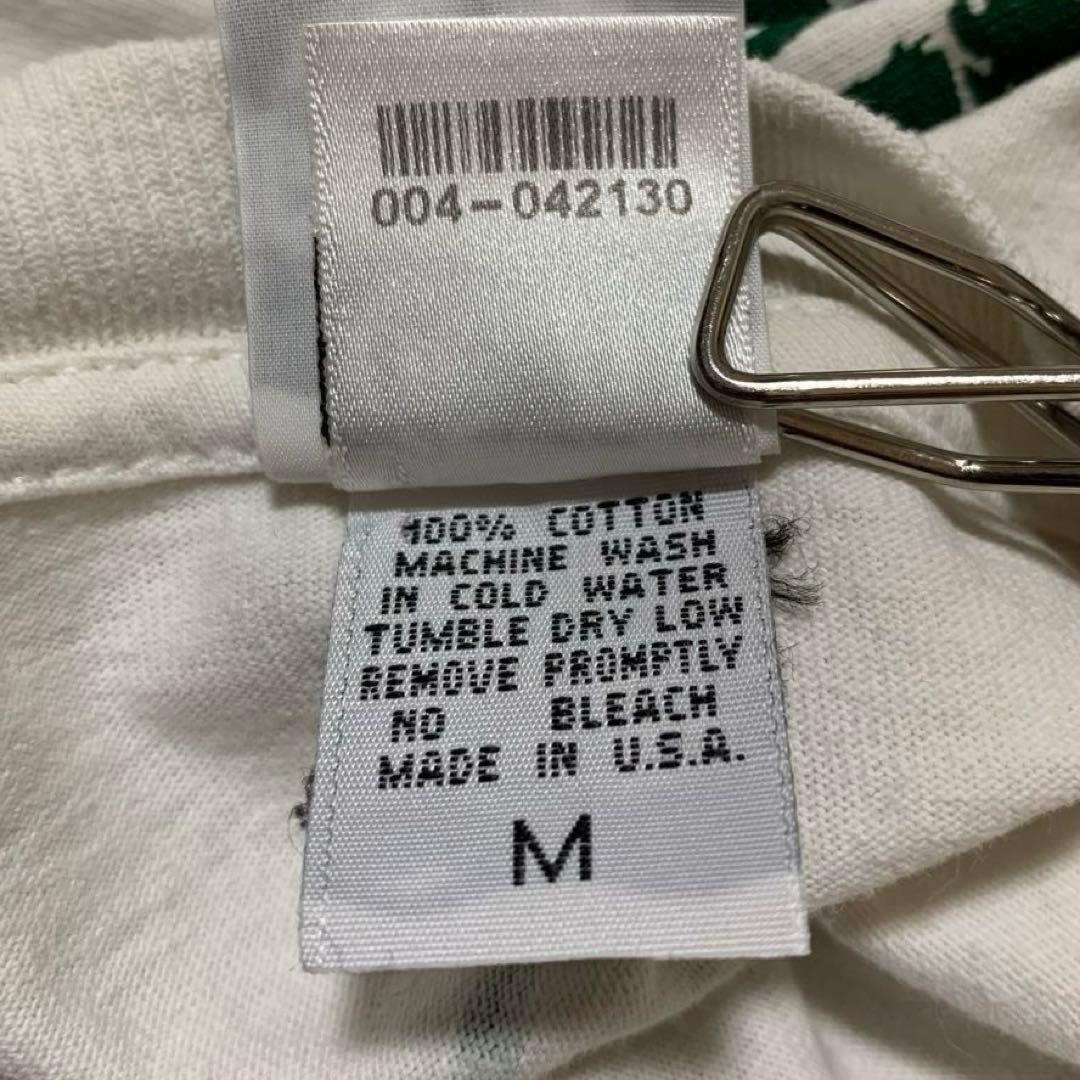 004-042130
100% COTTON
MACHINE WASH
IN COLD WATER
TUMBLE DRY LOW
REMOVE PROMPTLY
NO BLEACH
MADE IN U.S.A.
M